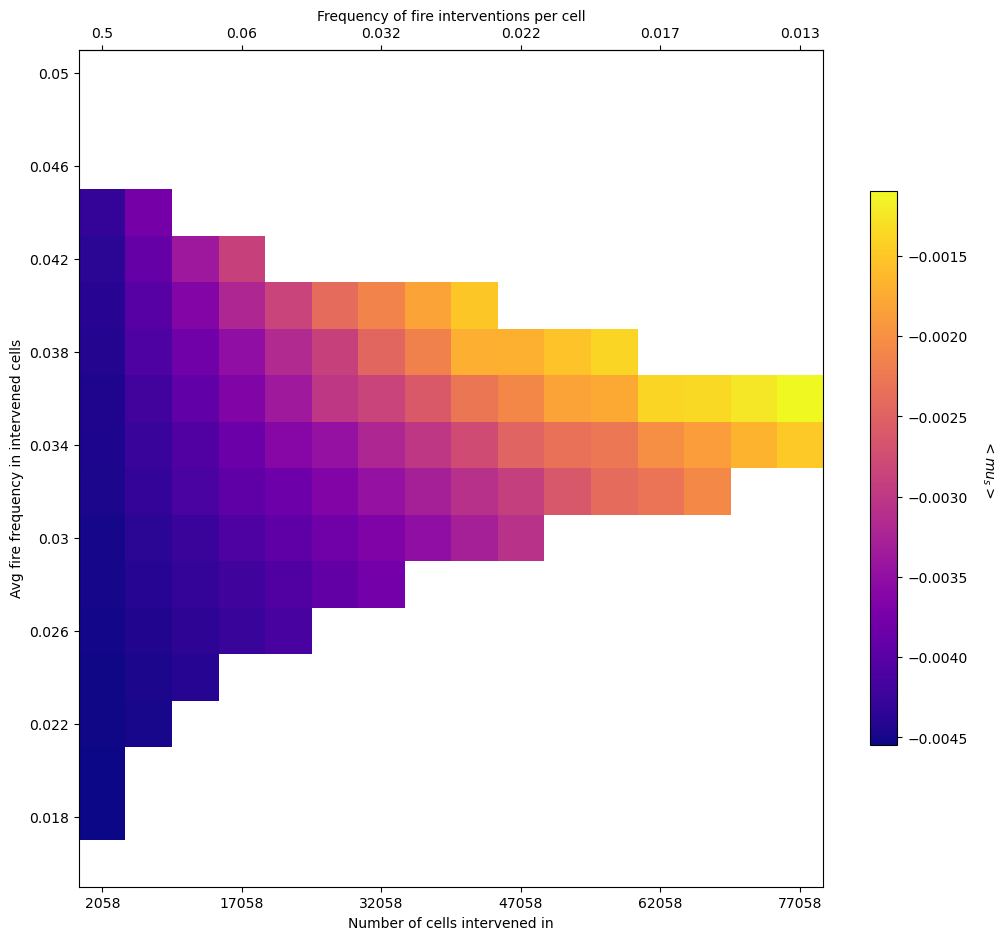 Frequency of fire interventions per cell
0.5 0.06 0.032 0.022 0.017 0.013
Avg fire frequency in intervened cells
0.05
0.046
0.042
0.038
0.034
0.03
0.026
0.022
0.018
2058 17058 32058 47058 62058 77058
Number of cells intervened in
−0.0015
−0.0020
−0.0025
−0.0030
−0.0035
−0.0040
−0.0045
< mu_s >